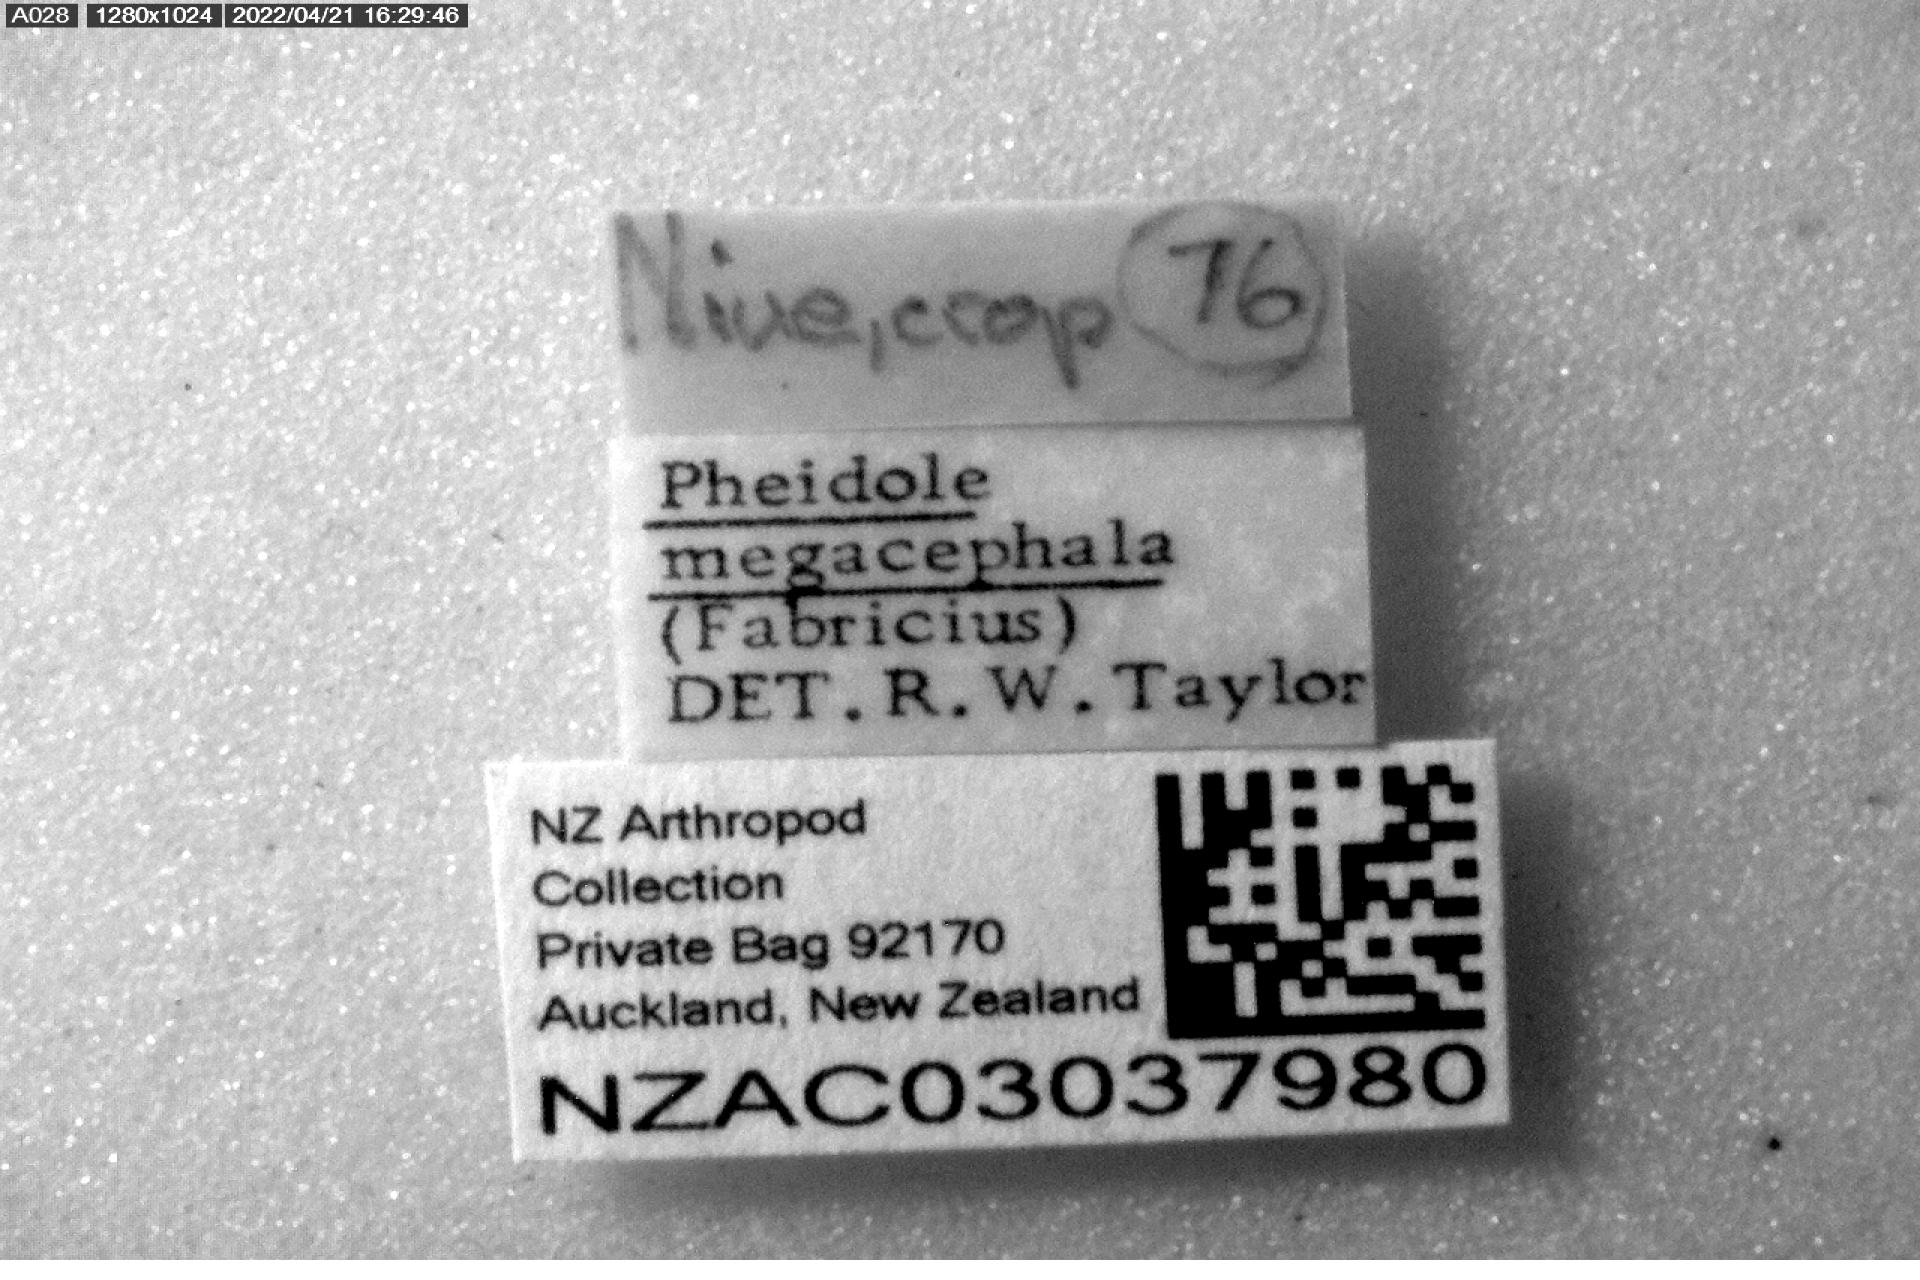 A028 1280x1024 2022/04/21 16:29:46
Niue, crop 76
Pheidole
megacephala
(Fabricius)
DET. R. W. Taylor
NZ Arthropod
Collection
Private Bag 92170
Auckland, New Zealand
NZAC03037980